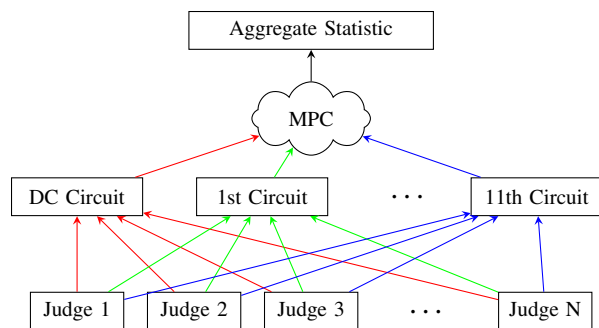 Aggregate Statistic
MPC
DC Circuit 1st Circuit ... 11th Circuit
Judge 1 Judge 2 Judge 3 ... Judge N